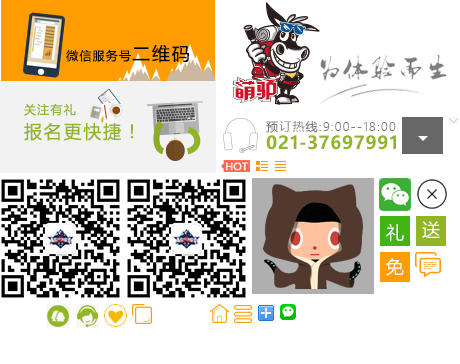 微信服务号二维码
关注有礼
报名更快捷！
萌驴
为体验而生
预订热线:9:00--18:00
021-37697991
HOT
礼
送
免